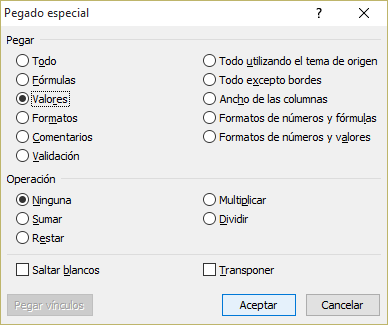 Pegado especial
Pegar
Todo
Fórmulas
Valores
Formatos
Comentarios
Validación
Todo utilizando el tema de origen
Todo excepto bordes
Ancho de las columnas
Formatos de números y fórmulas
Formatos de números y valores
Operación
Ninguna
Sumar
Restar
Multiplicar
Dividir
Saltar blancos
Transponer
Pegar vínculos
Aceptar
Cancelar